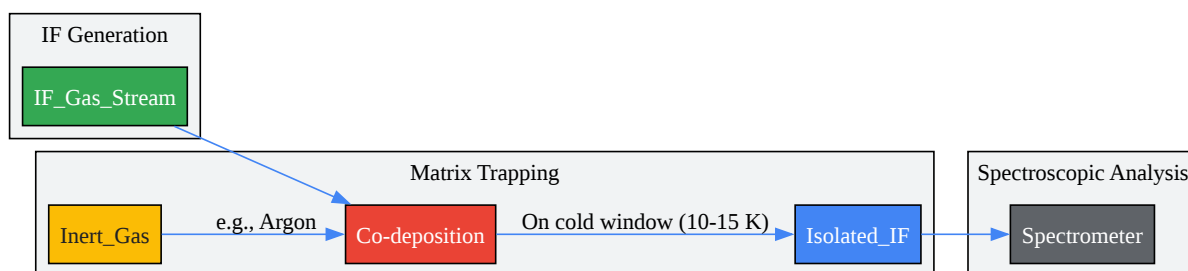 IF Generation
IF_Gas_Stream
Matrix Trapping
Spectroscopic Analysis
Inert_Gas
e.g., Argon
Co-deposition
On cold window (10-15 K)
Isolated_IF
Spectrometer